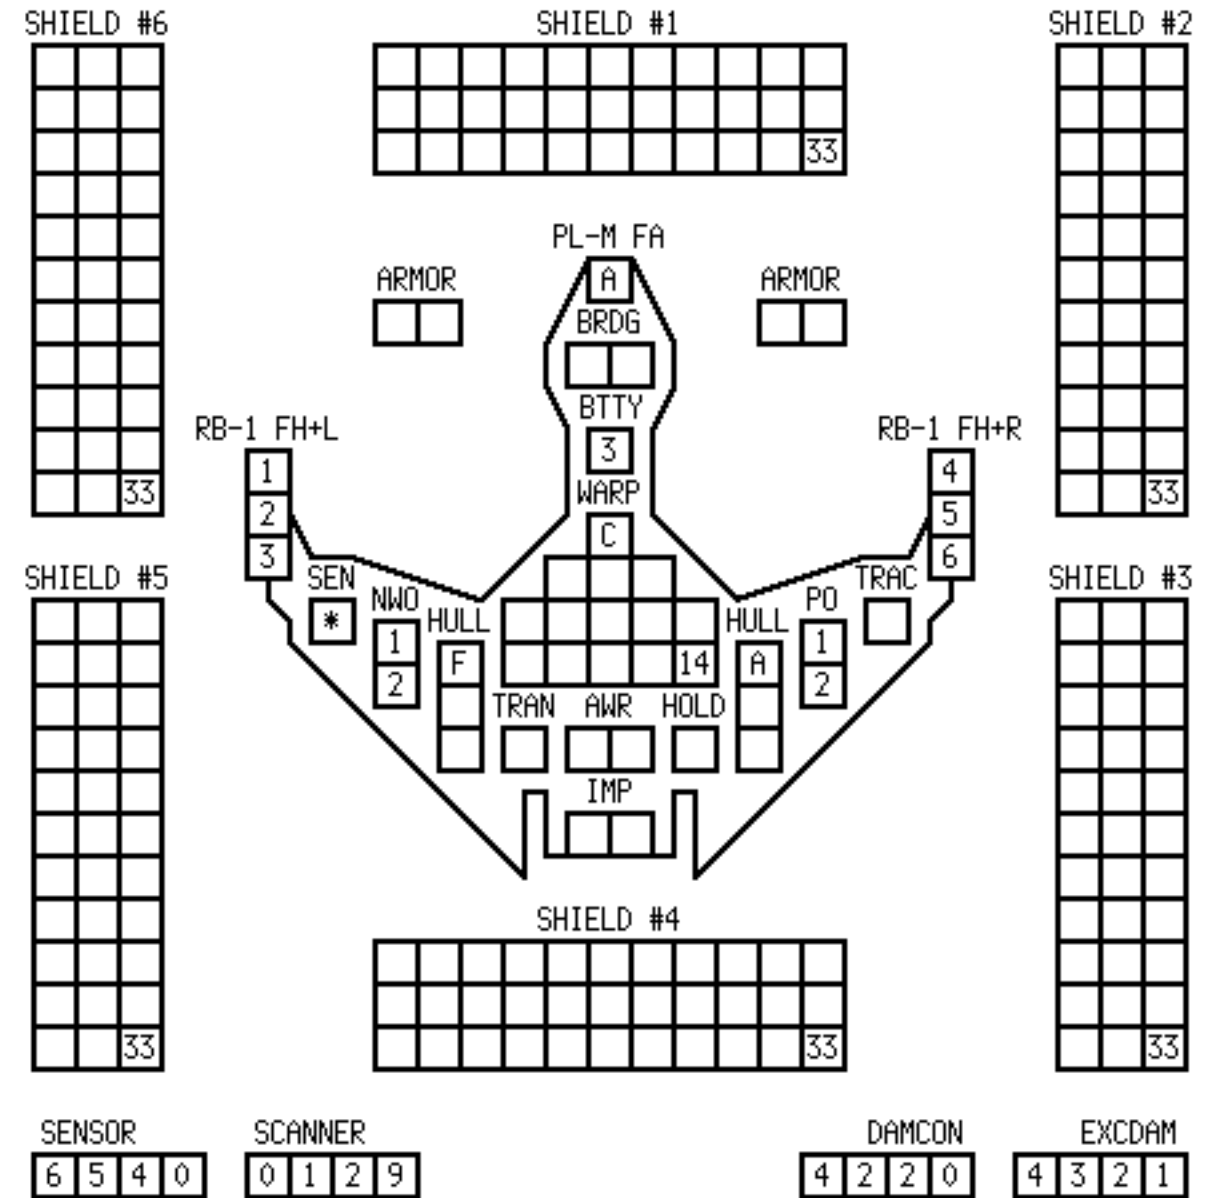 SHIELD #6 SHIELD #1 SHIELD #2
33
PL-M FA
A
ARMOR ARMOR
BRDG
BTTY
RB-1 FH+L RB-1 FH+R
3
1 4
33 WARP 33
2 C 5
3 6
SHIELD #5 SEN TRAC SHIELD #3
NWO PO
* HULL HULL
1 1
F 14 A
2 2
TRAN AWR HOLD
IMP
SHIELD #4
33 33 33
SENSOR SCANNER DAMCON EXCDAM
6 5 4 0 0 1 2 9 4 2 2 0 4 3 2 1